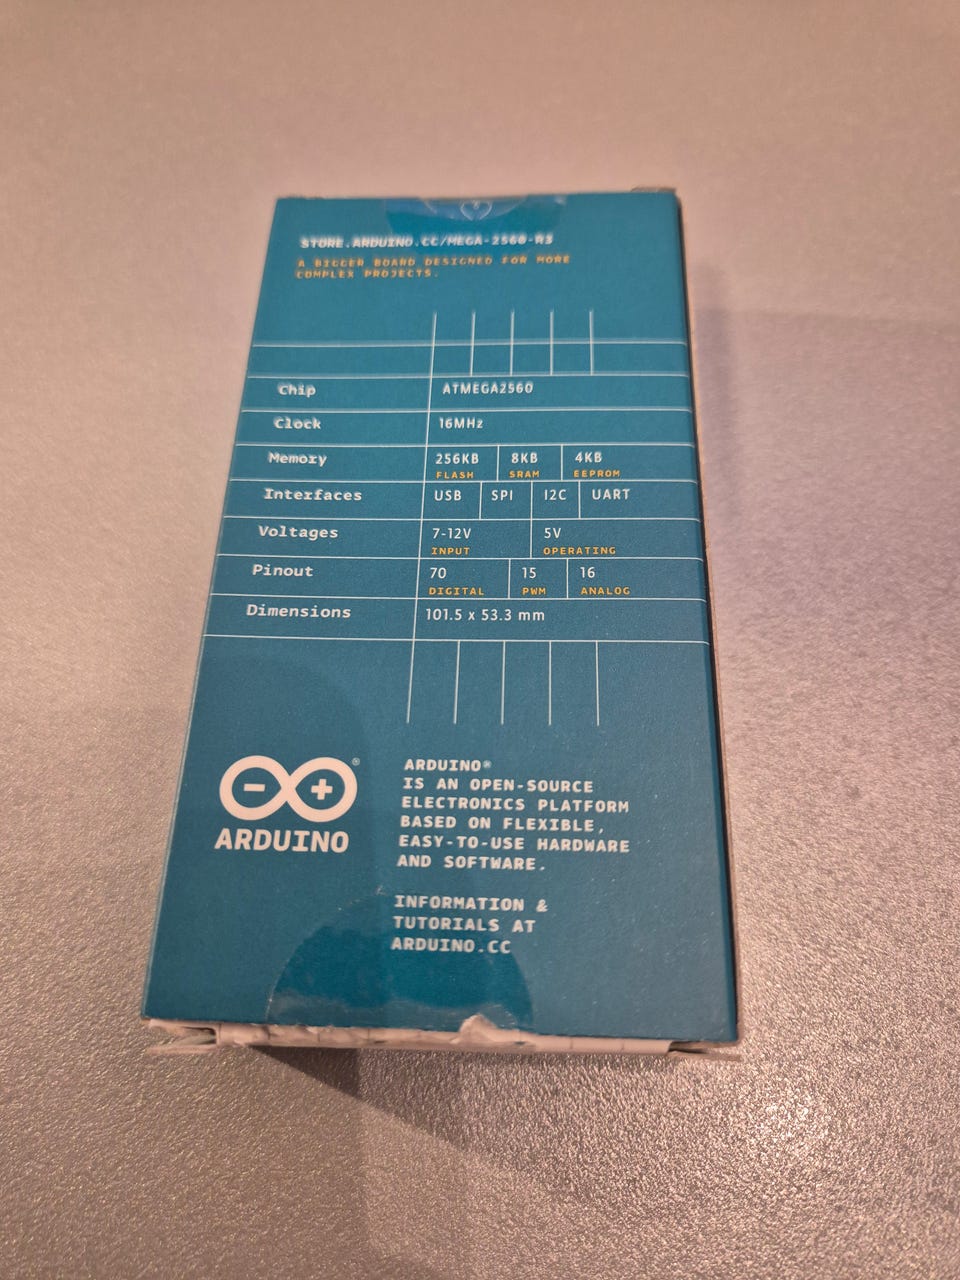 STORE.ARDUINO.CC/MEGA-2560-R3
A BIGGER BOARD DESIGNED FOR MORE
COMPLEX PROJECTS.
Chip ATMEGA2560
Clock 16MHz
Memory 256KB 8KB 4KB
FLASH SRAM EEPROM
Interfaces USB SPI I2C UART
Voltages 7-12V 5V
INPUT OPERATING
Pinout 70 15 16
DIGITAL PWM ANALOG
Dimensions 101.5 x 53.3 mm
ARDUINO
ARDUINO®
IS AN OPEN-SOURCE
ELECTRONICS PLATFORM
BASED ON FLEXIBLE,
EASY-TO-USE HARDWARE
AND SOFTWARE.
INFORMATION &
TUTORIALS AT
ARDUINO.CC